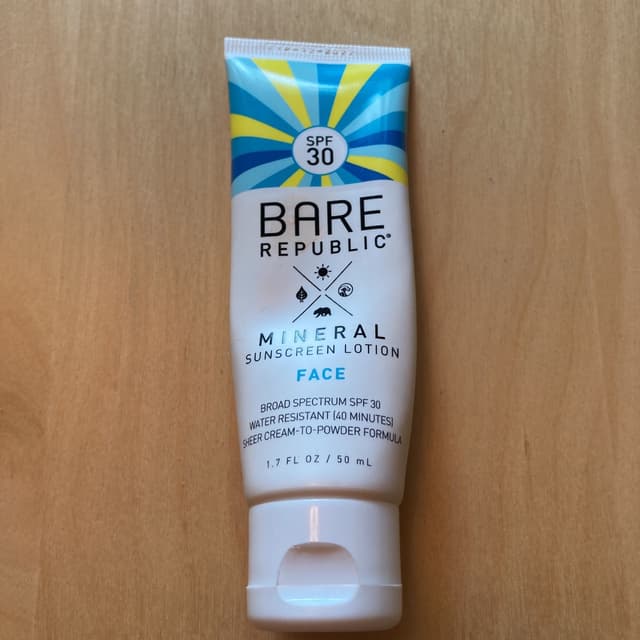 SPF
30
BARE
REPUBLIC®
MINERAL
SUNSCREEN LOTION
FACE
BROAD SPECTRUM SPF 30
WATER RESISTANT (40 MINUTES)
SHEER CREAM-TO-POWDER FORMULA
1.7 FL OZ / 50 mL